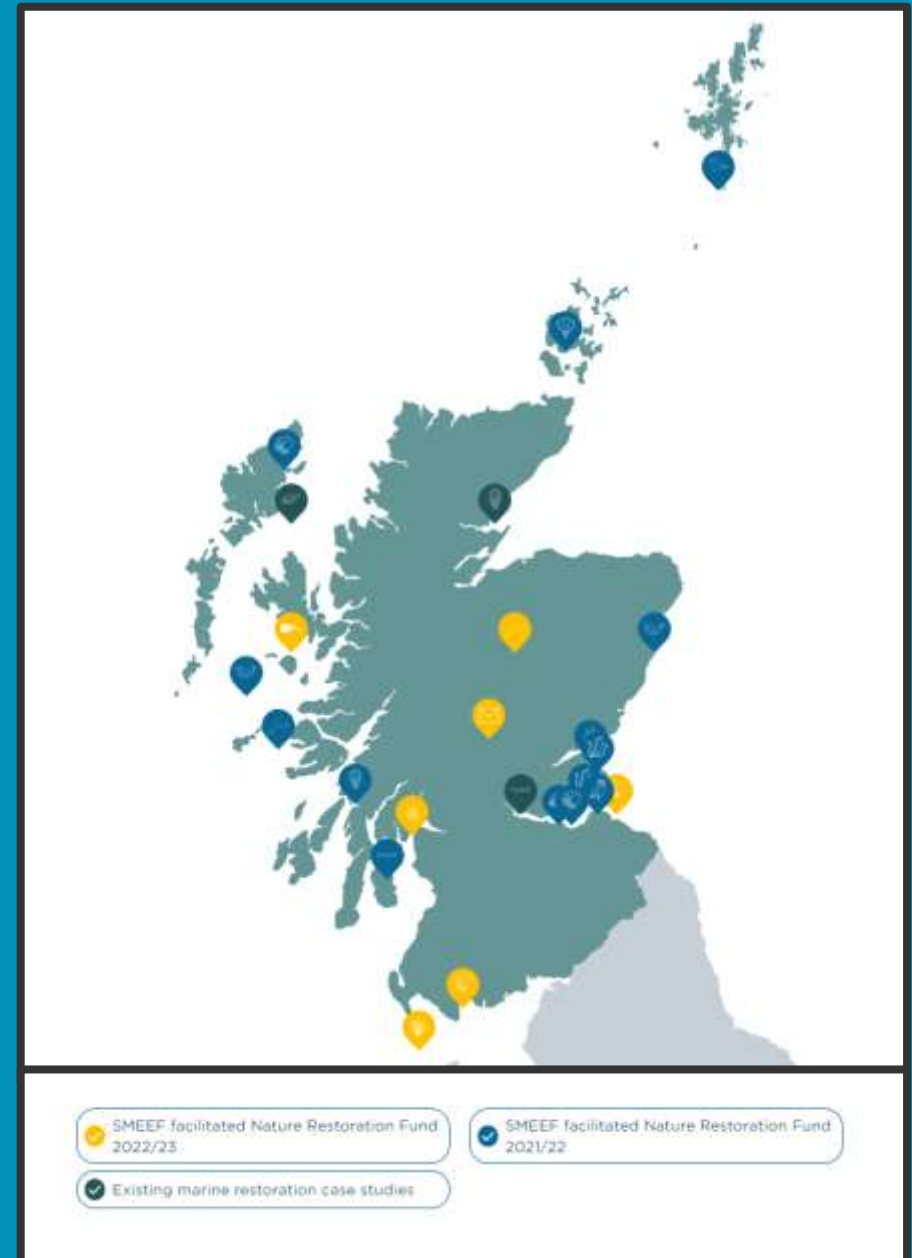 SMEEF facilitated Nature Restoration Fund
2022/23
SMEEF facilitated Nature Restoration Fund
2021/22
Existing marine restoration case studies